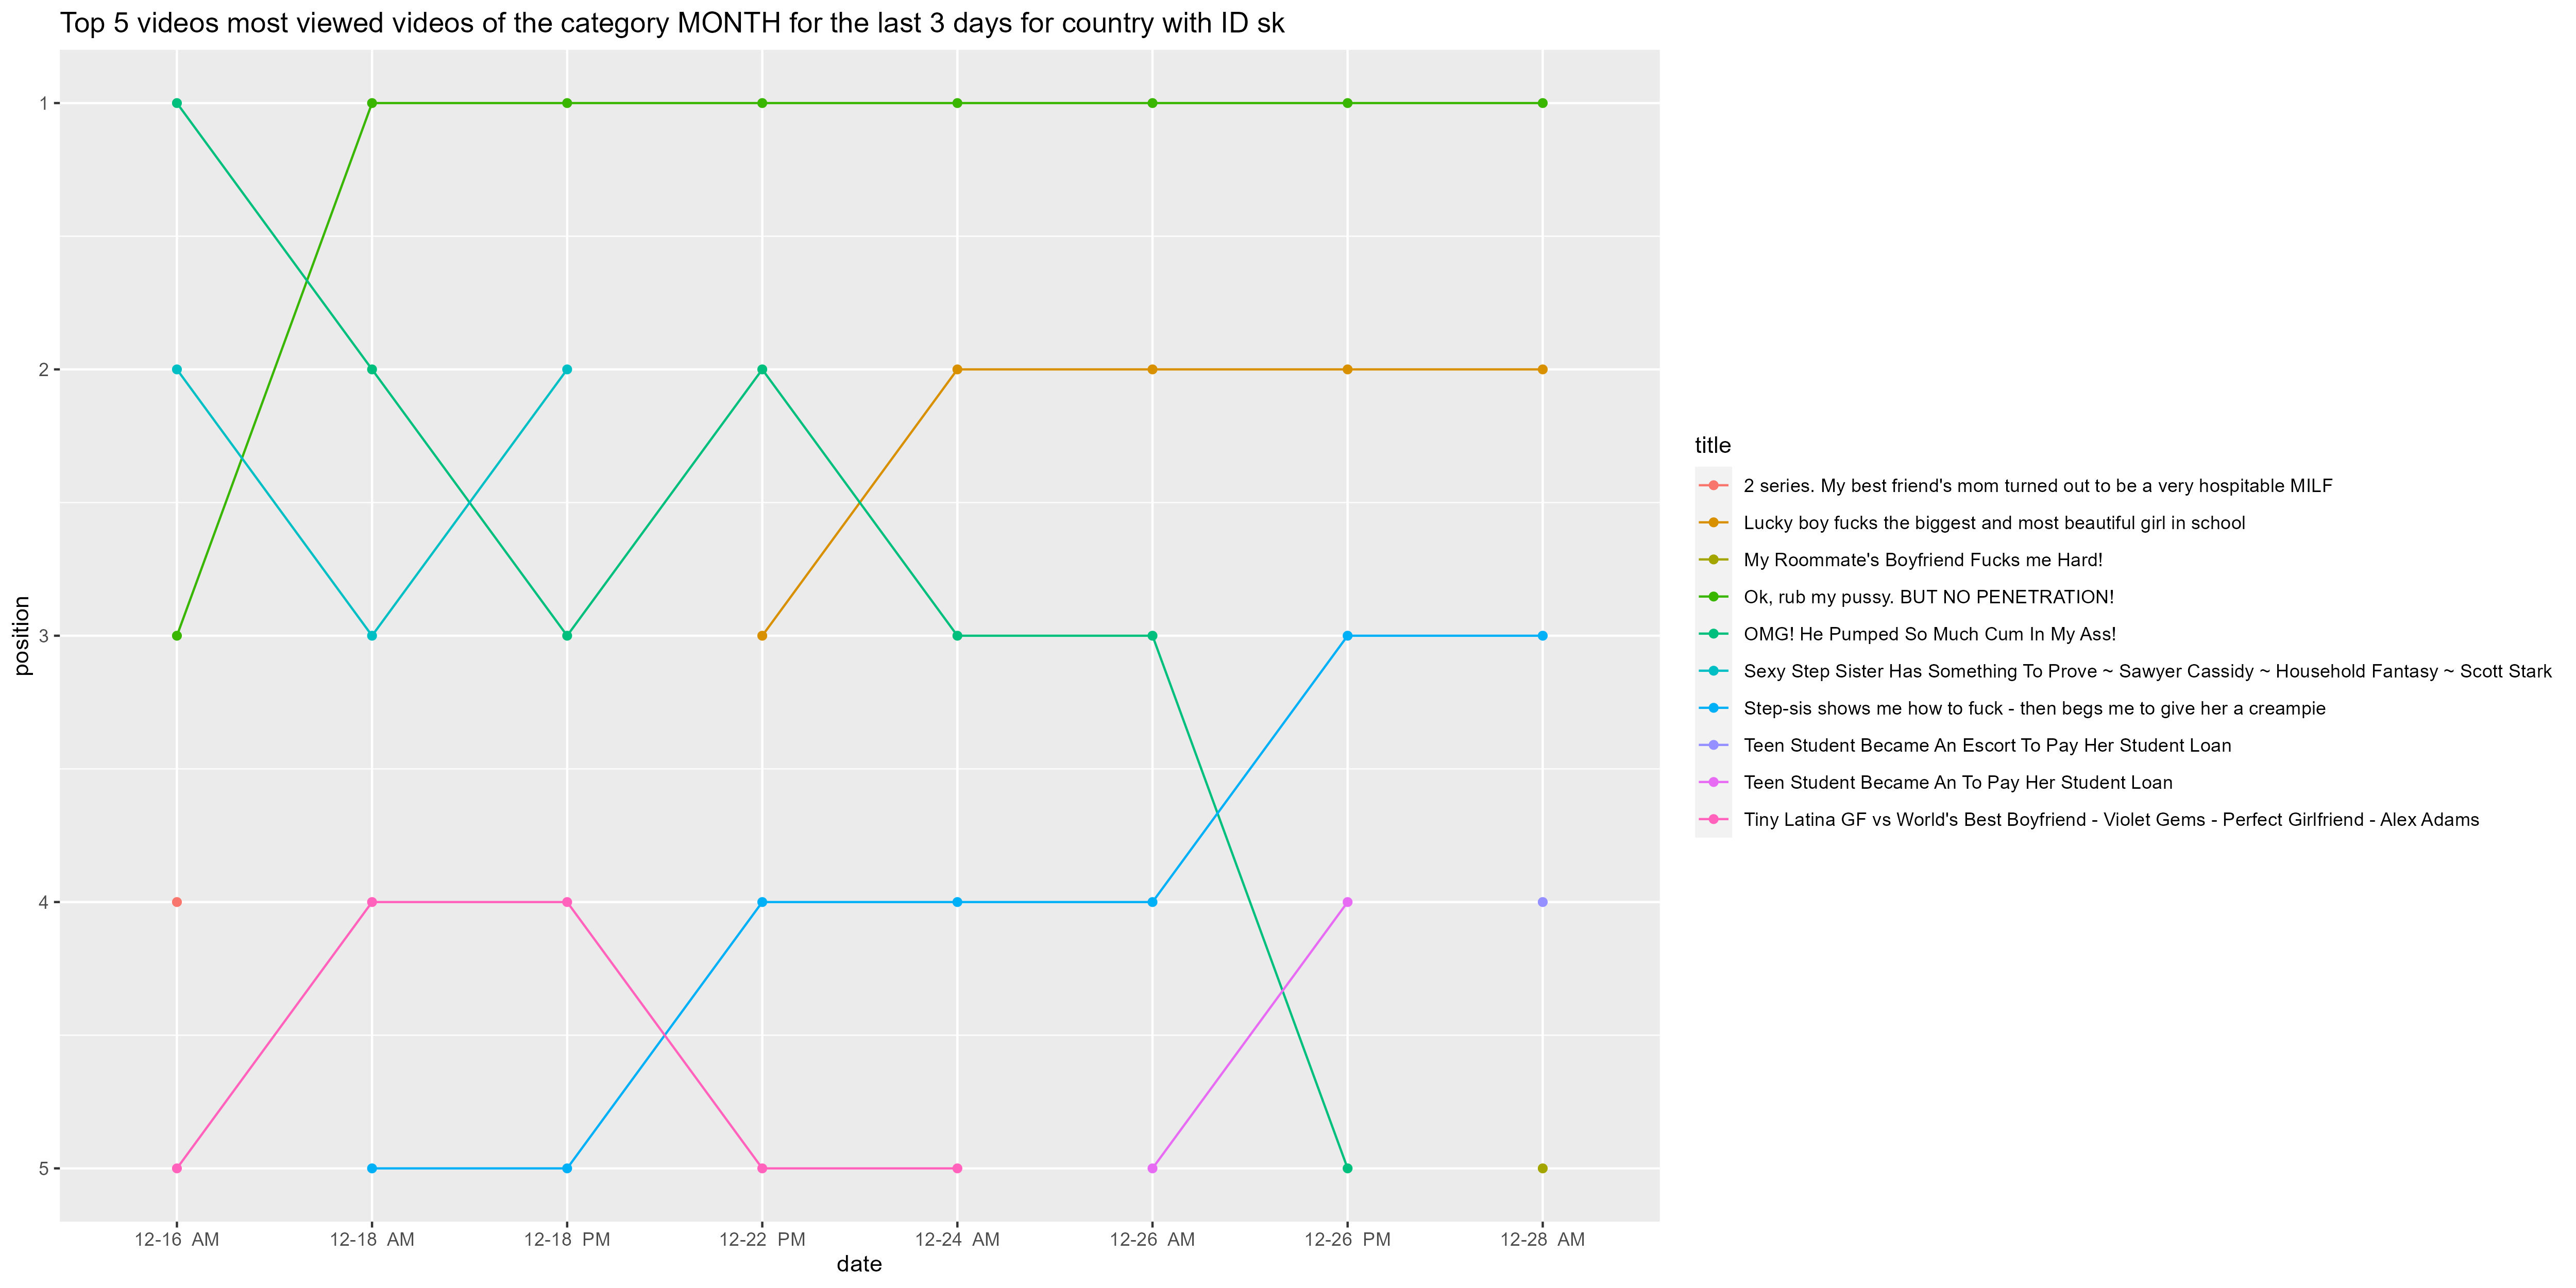 Top 5 videos most viewed videos of the category MONTH for the last 3 days for country with ID sk
position
1
2
3
4
5
12-16 AM
12-18 AM
12-18 PM
12-22 PM
12-24 AM
12-26 AM
12-26 PM
12-28 AM
date
title
2 series. My best friend's mom turned out to be a very hospitable MILF
Lucky boy fucks the biggest and most beautiful girl in school
My Roommate's Boyfriend Fucks me Hard!
Ok, rub my pussy. BUT NO PENETRATION!
OMG! He Pumped So Much Cum In My Ass!
Sexy Step Sister Has Something To Prove ~ Sawyer Cassidy ~ Household Fantasy ~ Scott Stark
Step-sis shows me how to fuck - then begs me to give her a creampie
Teen Student Became An Escort To Pay Her Student Loan
Teen Student Became An To Pay Her Student Loan
Tiny Latina GF vs World's Best Boyfriend - Violet Gems - Perfect Girlfriend - Alex Adams